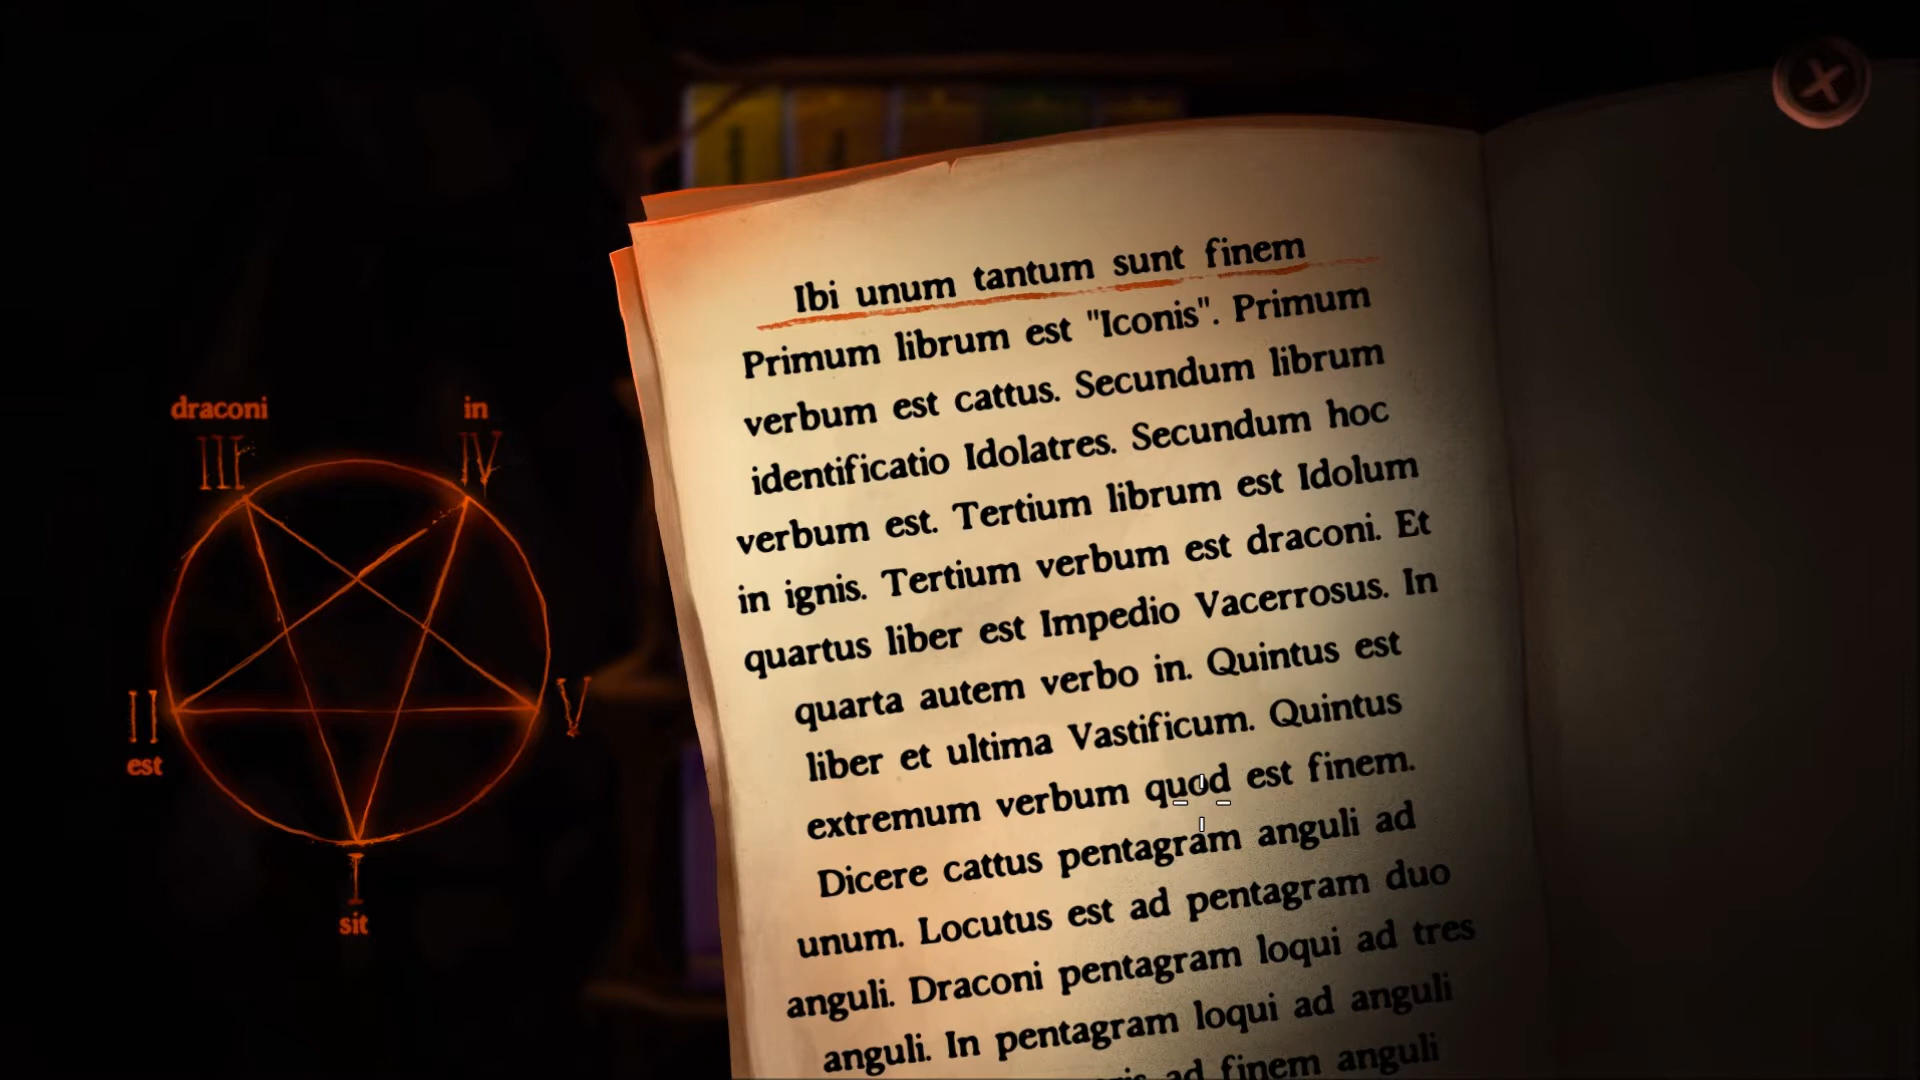 draconi
in
III
IV
II
V
est
I
sit
Ibi unum tantum sunt finem
Primum librum est "Iconis". Primum
verbum est cattus. Secundum librum
identificatio Idolatres. Secundum hoc
verbum est. Tertium librum est Idolum
in ignis. Tertium verbum est draconi. Et
quartus liber est Impedio Vacerrosus. In
quarta autem verbo in. Quintus est
liber et ultima Vastificum. Quintus
extremum verbum quod est finem.
Dicere cattus pentagram anguli ad
unum. Locutus est ad pentagram duo
anguli. Draconi pentagram loqui ad tres
anguli. In pentagram loqui ad anguli
ad finem anguli